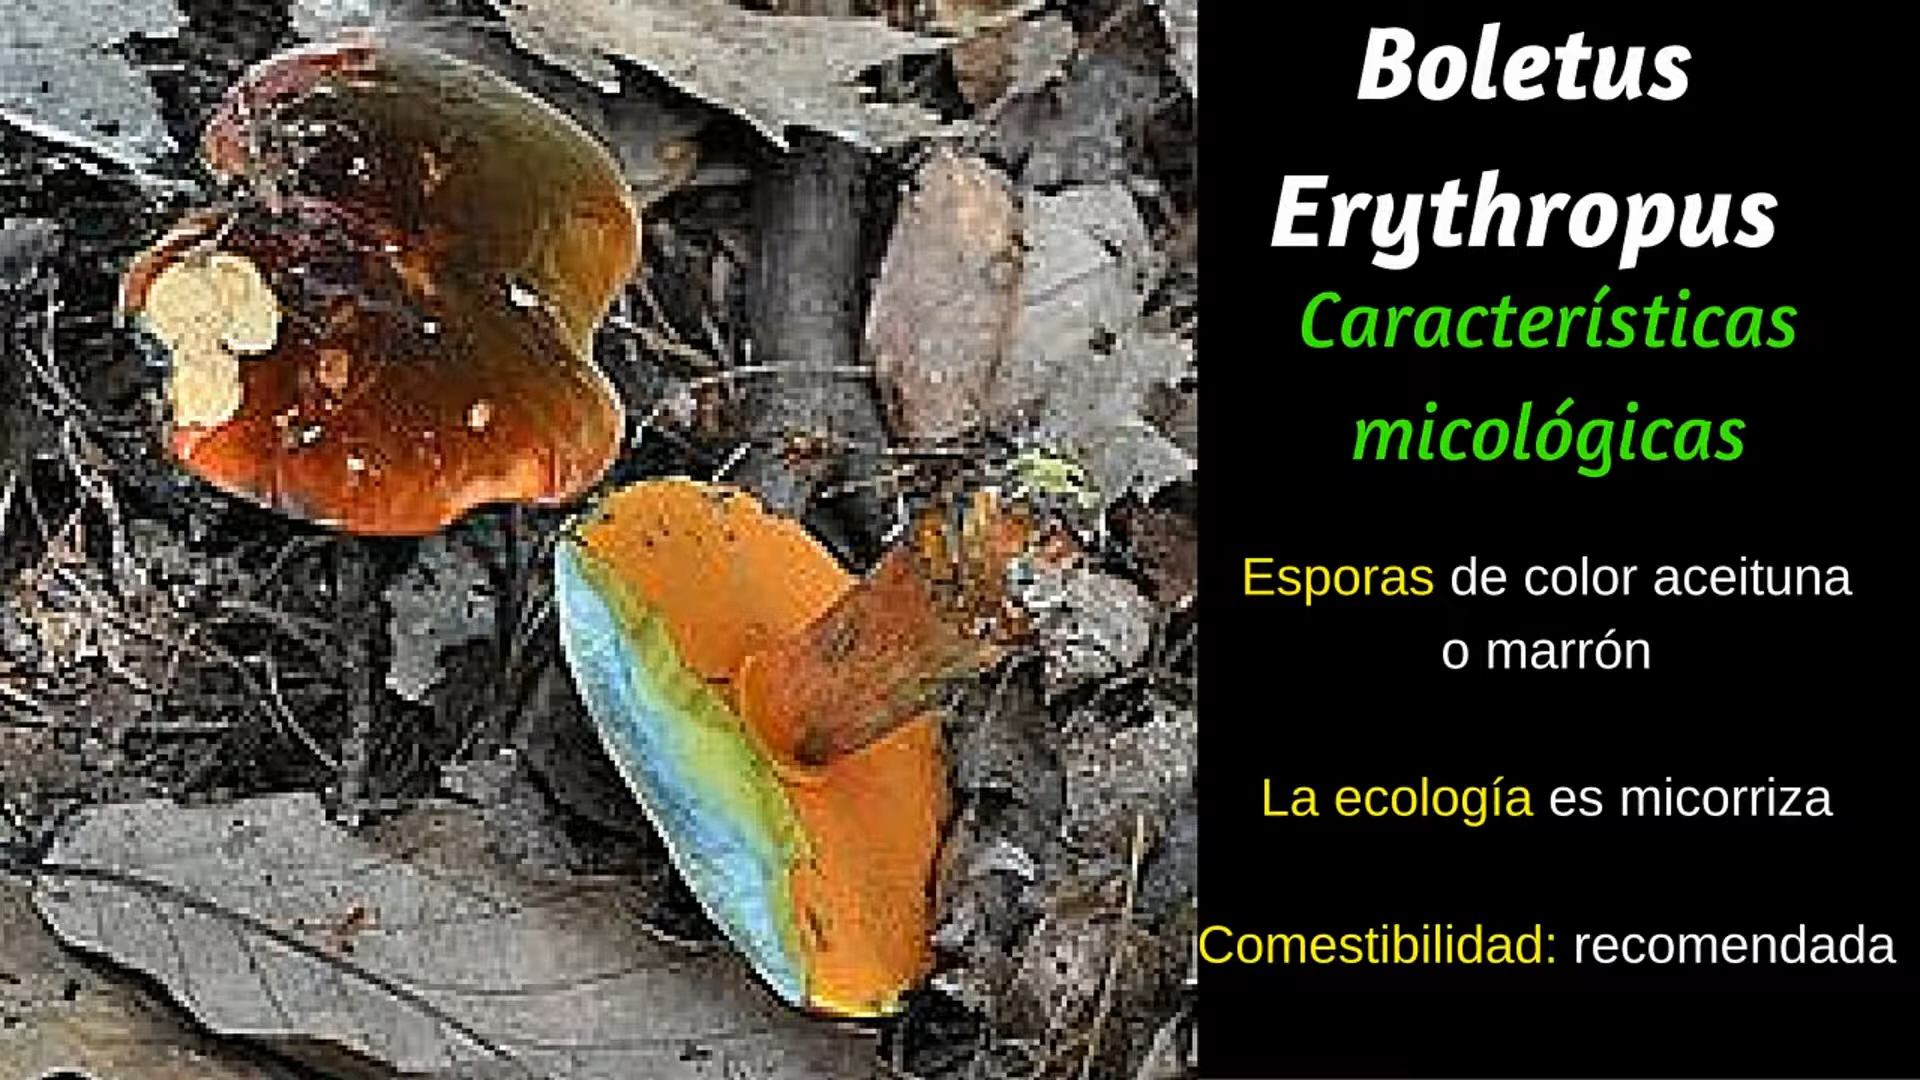 Boletus
Erythropus
Características
micológicas
Esporas de color aceituna
o marrón
La ecología es micorriza
Comestibilidad: recomendada